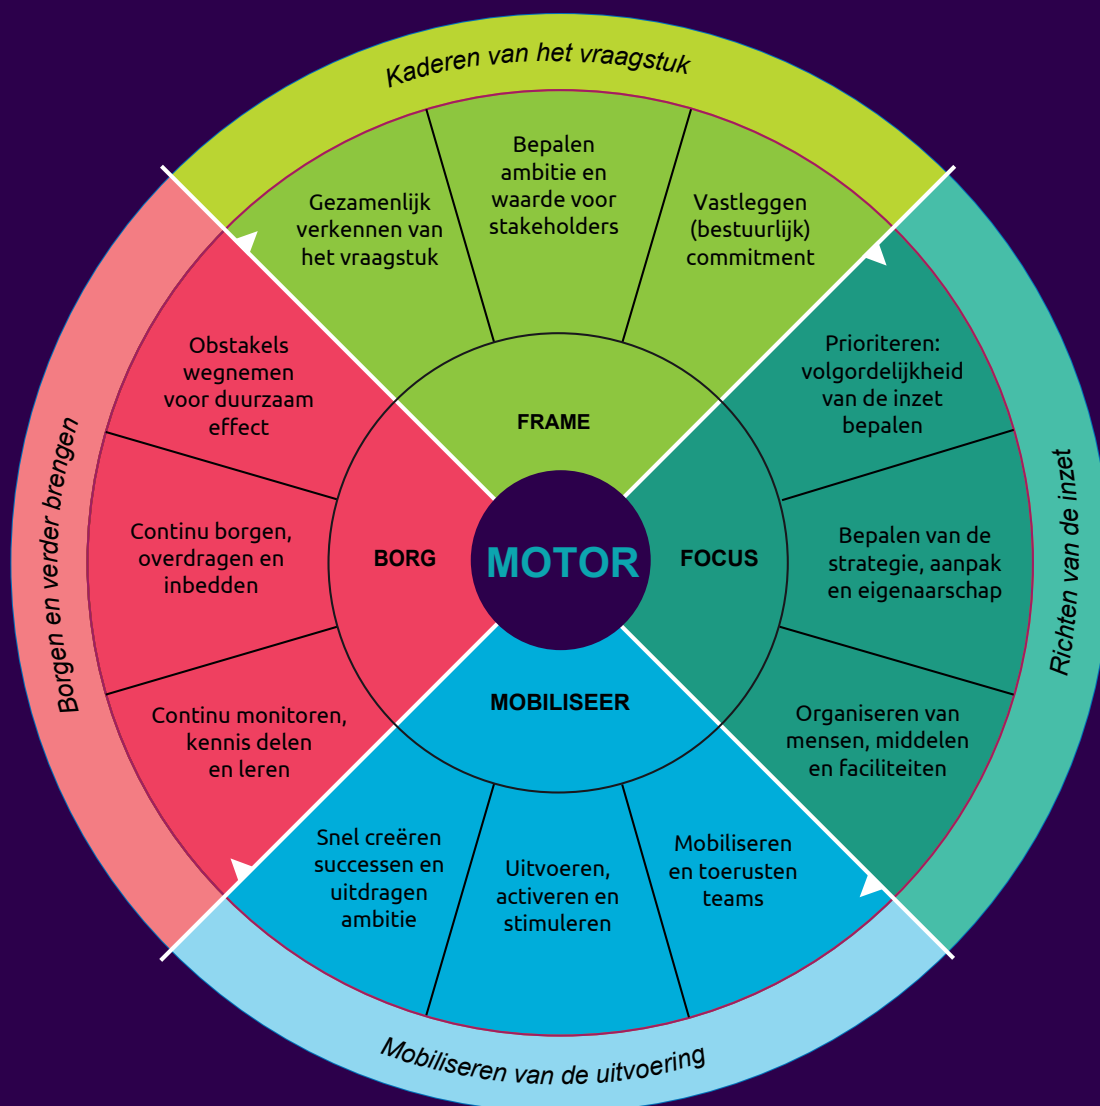 Kaderen van het vraagstuk
Gezamenlijk
verkennen van
het vraagstuk
Bepalen
ambitie en
waarde voor
stakeholders
Vastleggen
(bestuurlijk)
commitment
FRAME
Richten van de inzet
Prioriteren:
volgordelijkheid
van de inzet
bepalen
Bepalen van de
strategie, aanpak
en eigenaarschap
Organiseren van
mensen, middelen
en faciliteiten
FOCUS
MOTOR
Mobiliseren van de uitvoering
Mobiliseren
en toerusten
teams
Uitvoeren,
activeren en
stimuleren
Snel creëren
successen en
uitdragen
ambitie
MOBILISEER
Borgen en verder brengen
Continu monitoren,
kennis delen
en leren
Continu borgen,
overdragen en
inbedden
Obstakels
wegnemen
voor duurzaam
effect
BORG